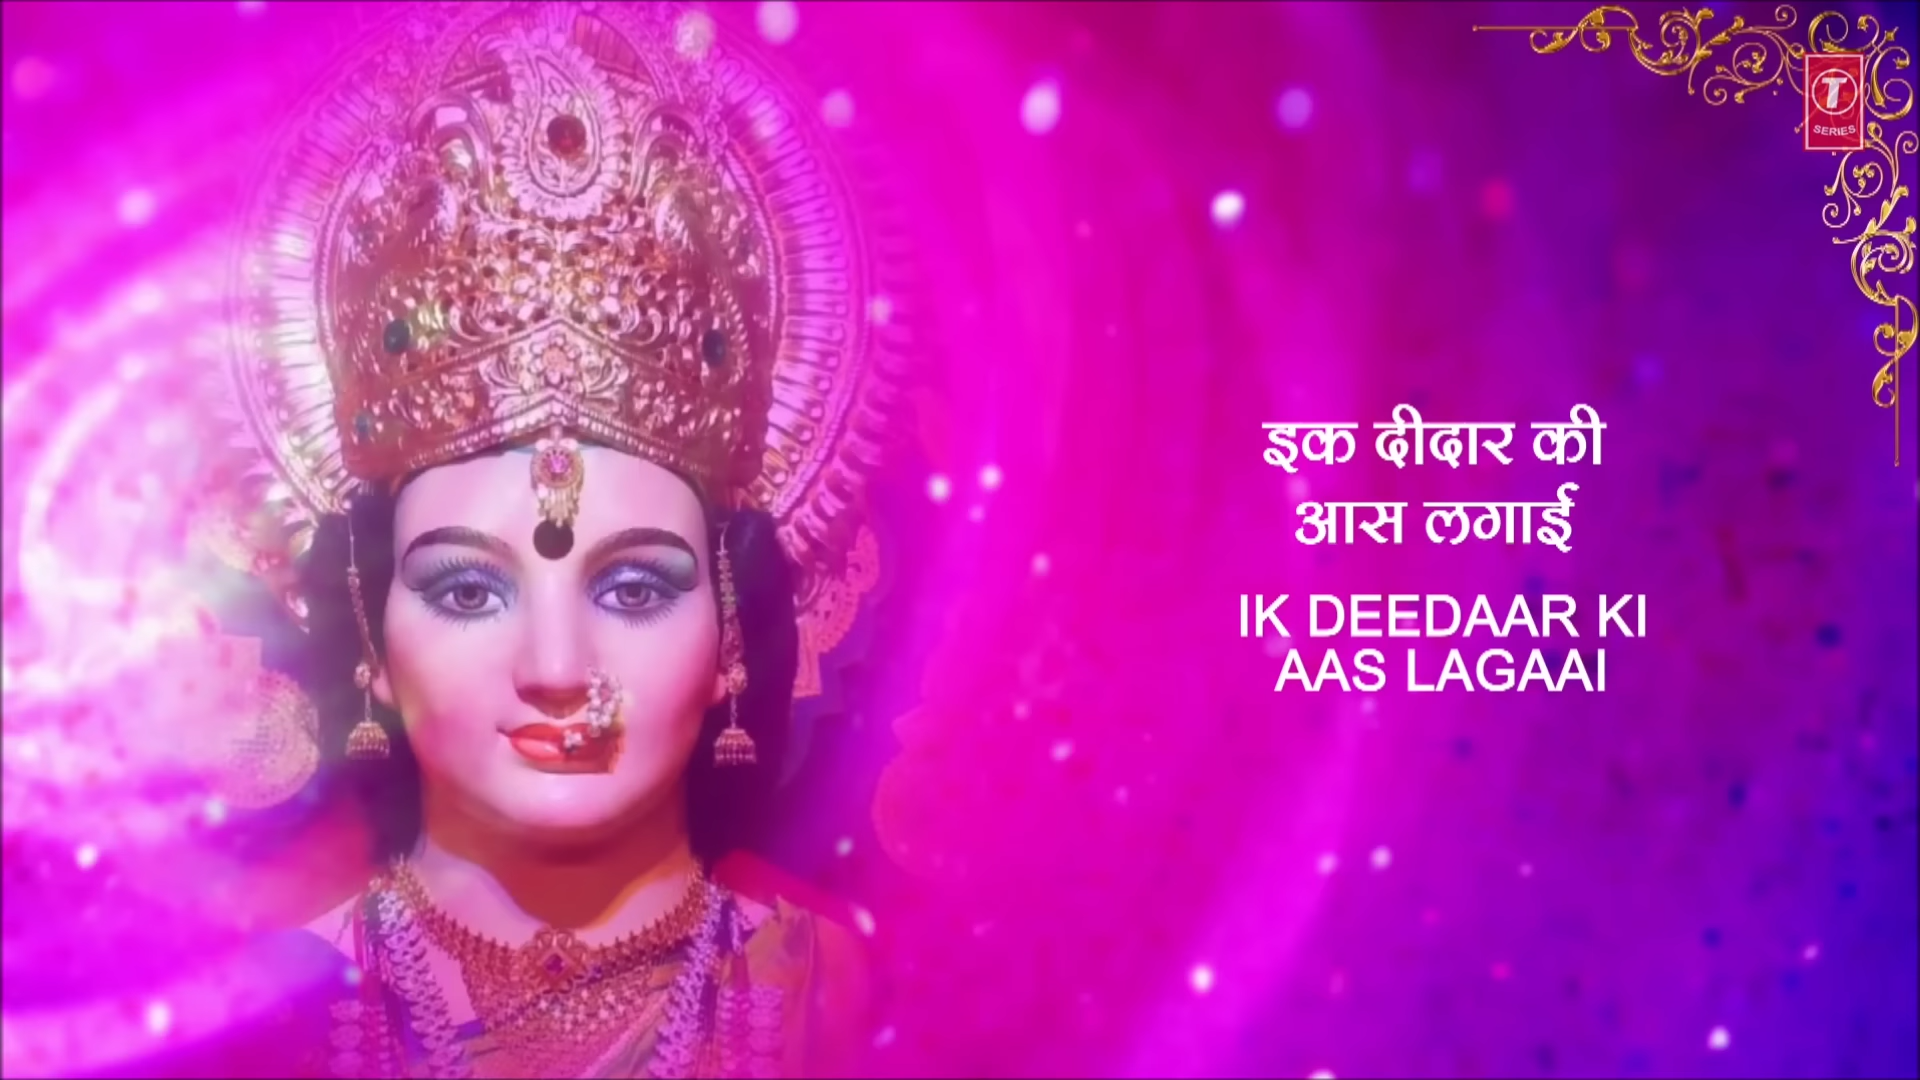 T
SERIES
इक दीदार की
आस लगाई
IK DEEDAAR KI
AAS LAGAAI